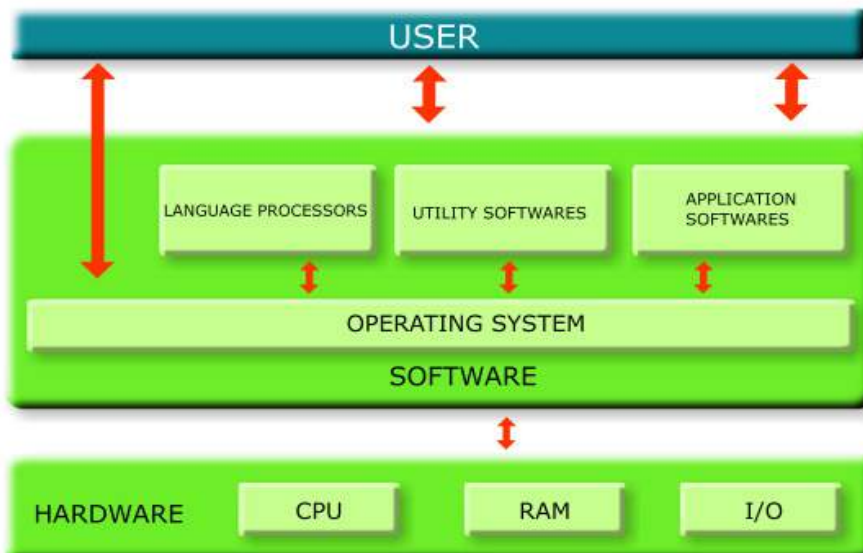 USER
LANGUAGE PROCESSORS
UTILITY SOFTWARES
APPLICATION
SOFTWARES
OPERATING SYSTEM
SOFTWARE
HARDWARE
CPU
RAM
I/O